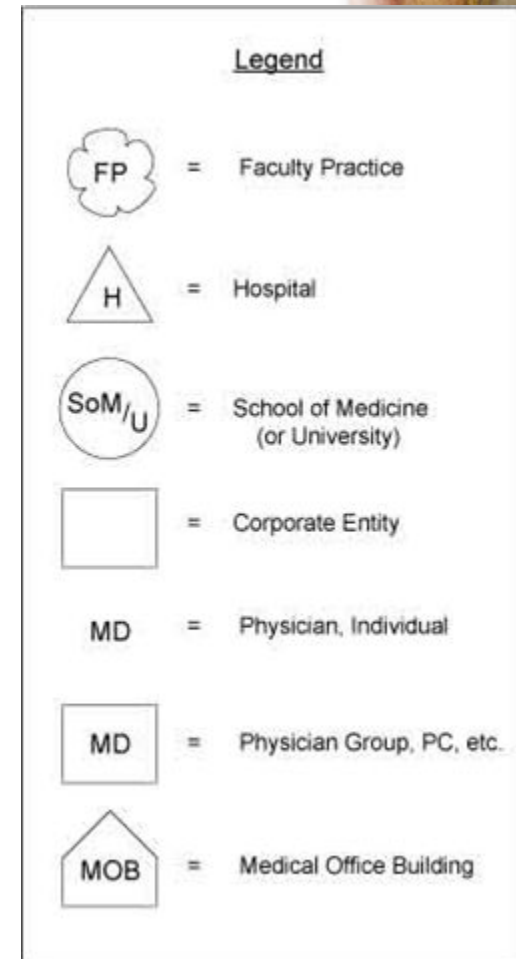 Legend
FP = Faculty Practice
H = Hospital
SoM/U = School of Medicine
(or University)
= Corporate Entity
MD = Physician, Individual
MD = Physician Group, PC, etc.
MOB = Medical Office Building